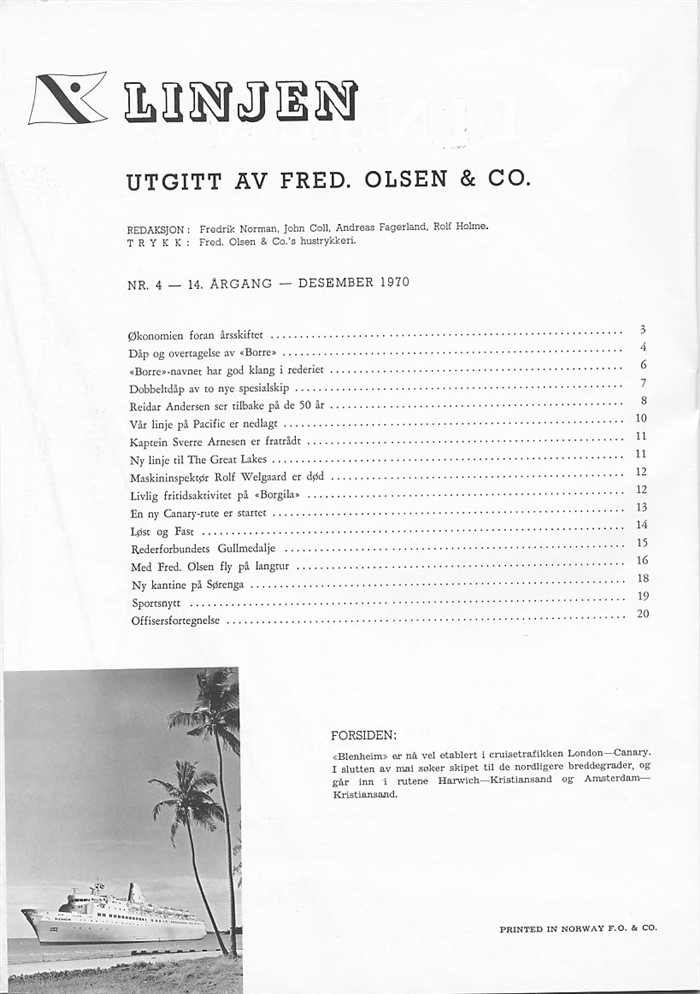 LINJEN
UTGITT AV FRED. OLSEN & CO.
REDAKSJON : Fredrik Norman, John Coll, Andreas Fagerland, Rolf Holme.
T R Y K K : Fred. Olsen & Co.'s hustrykkeri.
NR. 4 — 14. ÅRGANG — DESEMBER 1970
Økonomien foran årsskiftet 3
Dåp og overtagelse av «Borre» 4
«Borre»-navnet har god klang i rederiet 6
Dobbeltdåp av to nye spesialskip 7
Reidar Andersen ser tilbake på de 50 år 8
Vår linje på Pacific er nedlagt 10
Kaptein Sverre Arnesen er fratrådt 11
Ny linje til The Great Lakes 11
Maskininspektør Rolf Welgaard er død 12
Livlig fritidsaktivitet på «Borgila» 12
En ny Canary-rute er startet 13
Løst og Fast 14
Rederforbundets Gullmedalje 15
Med Fred. Olsen fly på langtur 16
Ny kantine på Sørenga 18
Sportsnytt 19
Offisersfortegnelse 20
FORSIDEN:
«Blenheim» er nå vel etablert i cruisetrafikken London—Canary.
I slutten av mai søker skipet til de nordligere breddegrader, og
går inn i rutene Harwich—Kristiansand og Amsterdam—
Kristiansand.
BLENHEIM
PRINTED IN NORWAY F.O. & CO.